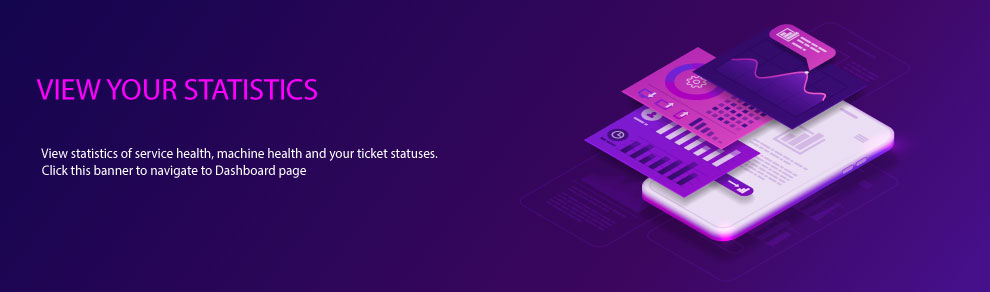 VIEW YOUR STATISTICS
View statistics of service health, machine health and your ticket statuses.
Click this banner to navigate to Dashboard page